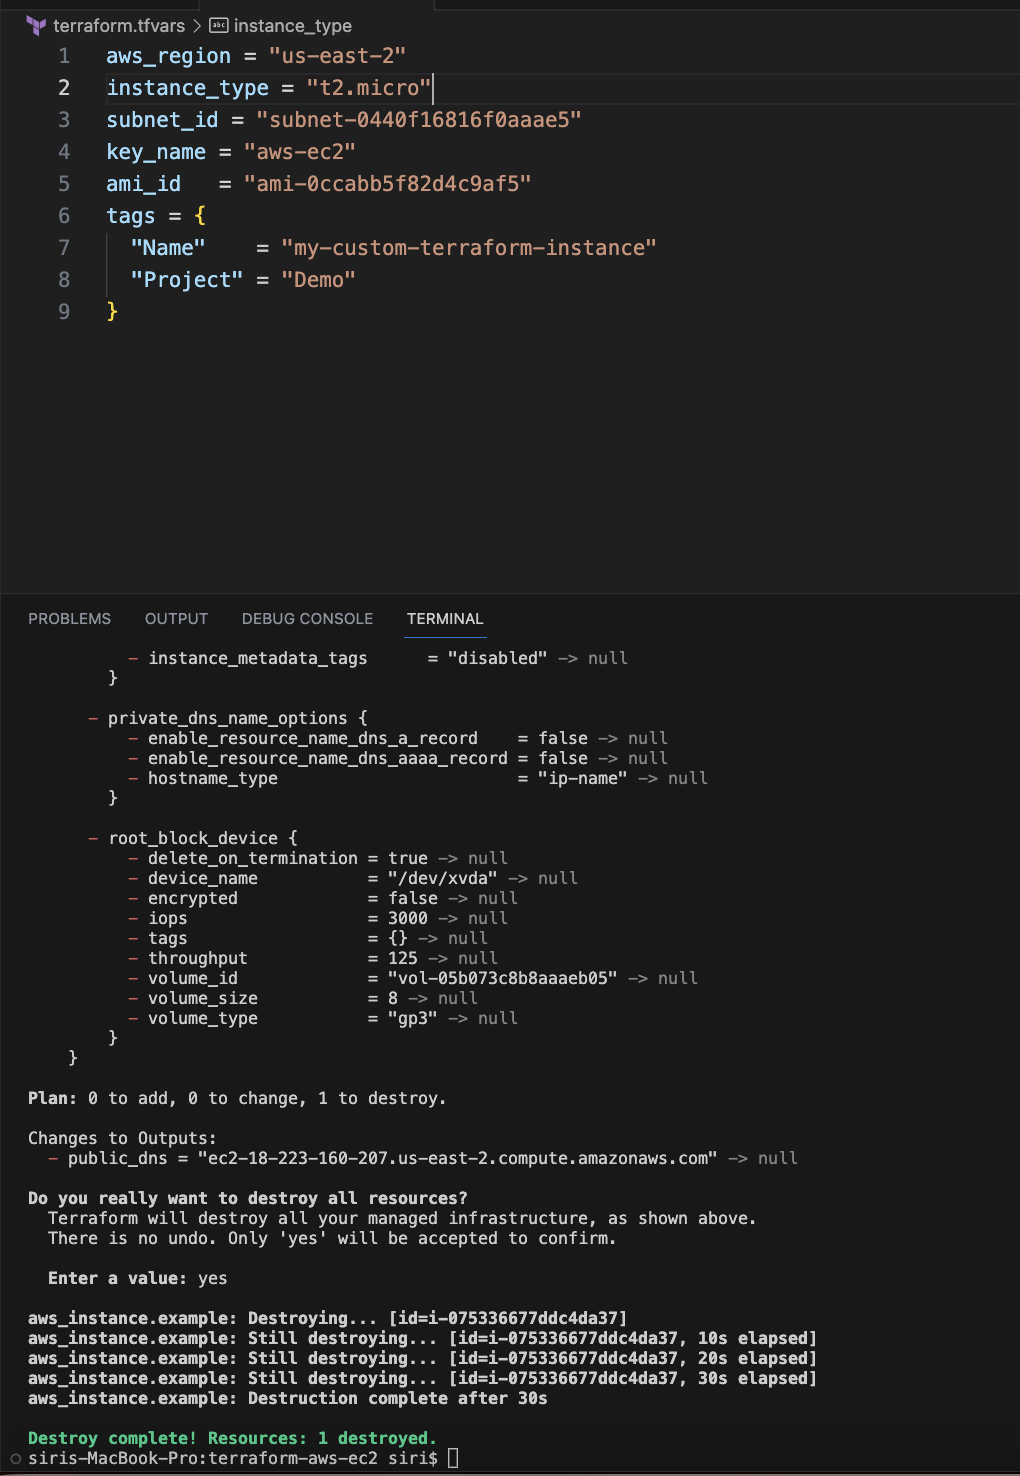 terraform.tfvars > abc instance_type
1 aws_region = "us-east-2"
2 instance_type = "t2.micro"
3 subnet_id = "subnet-0440f16816f0aaae5"
4 key_name = "aws-ec2"
5 ami_id   = "ami-0ccabb5f82d4c9af5"
6 tags = {
7   "Name"    = "my-custom-terraform-instance"
8   "Project" = "Demo"
9 }
PROBLEMS OUTPUT DEBUG CONSOLE TERMINAL
          - instance_metadata_tags      = "disabled" -> null
        }
      - private_dns_name_options {
          - enable_resource_name_dns_a_record    = false -> null
          - enable_resource_name_dns_aaaa_record = false -> null
          - hostname_type                        = "ip-name" -> null
        }
      - root_block_device {
          - delete_on_termination = true -> null
          - device_name           = "/dev/xvda" -> null
          - encrypted             = false -> null
          - iops                  = 3000 -> null
          - tags                  = {} -> null
          - throughput            = 125 -> null
          - volume_id             = "vol-05b073c8b8aaaeb05" -> null
          - volume_size           = 8 -> null
          - volume_type           = "gp3" -> null
        }
    }
Plan: 0 to add, 0 to change, 1 to destroy.
Changes to Outputs:
  - public_dns = "ec2-18-223-160-207.us-east-2.compute.amazonaws.com" -> null
Do you really want to destroy all resources?
  Terraform will destroy all your managed infrastructure, as shown above.
  There is no undo. Only 'yes' will be accepted to confirm.
  Enter a value: yes
aws_instance.example: Destroying... [id=i-075336677ddc4da37]
aws_instance.example: Still destroying... [id=i-075336677ddc4da37, 10s elapsed]
aws_instance.example: Still destroying... [id=i-075336677ddc4da37, 20s elapsed]
aws_instance.example: Still destroying... [id=i-075336677ddc4da37, 30s elapsed]
aws_instance.example: Destruction complete after 30s
Destroy complete! Resources: 1 destroyed.
siris-MacBook-Pro:terraform-aws-ec2 siri$